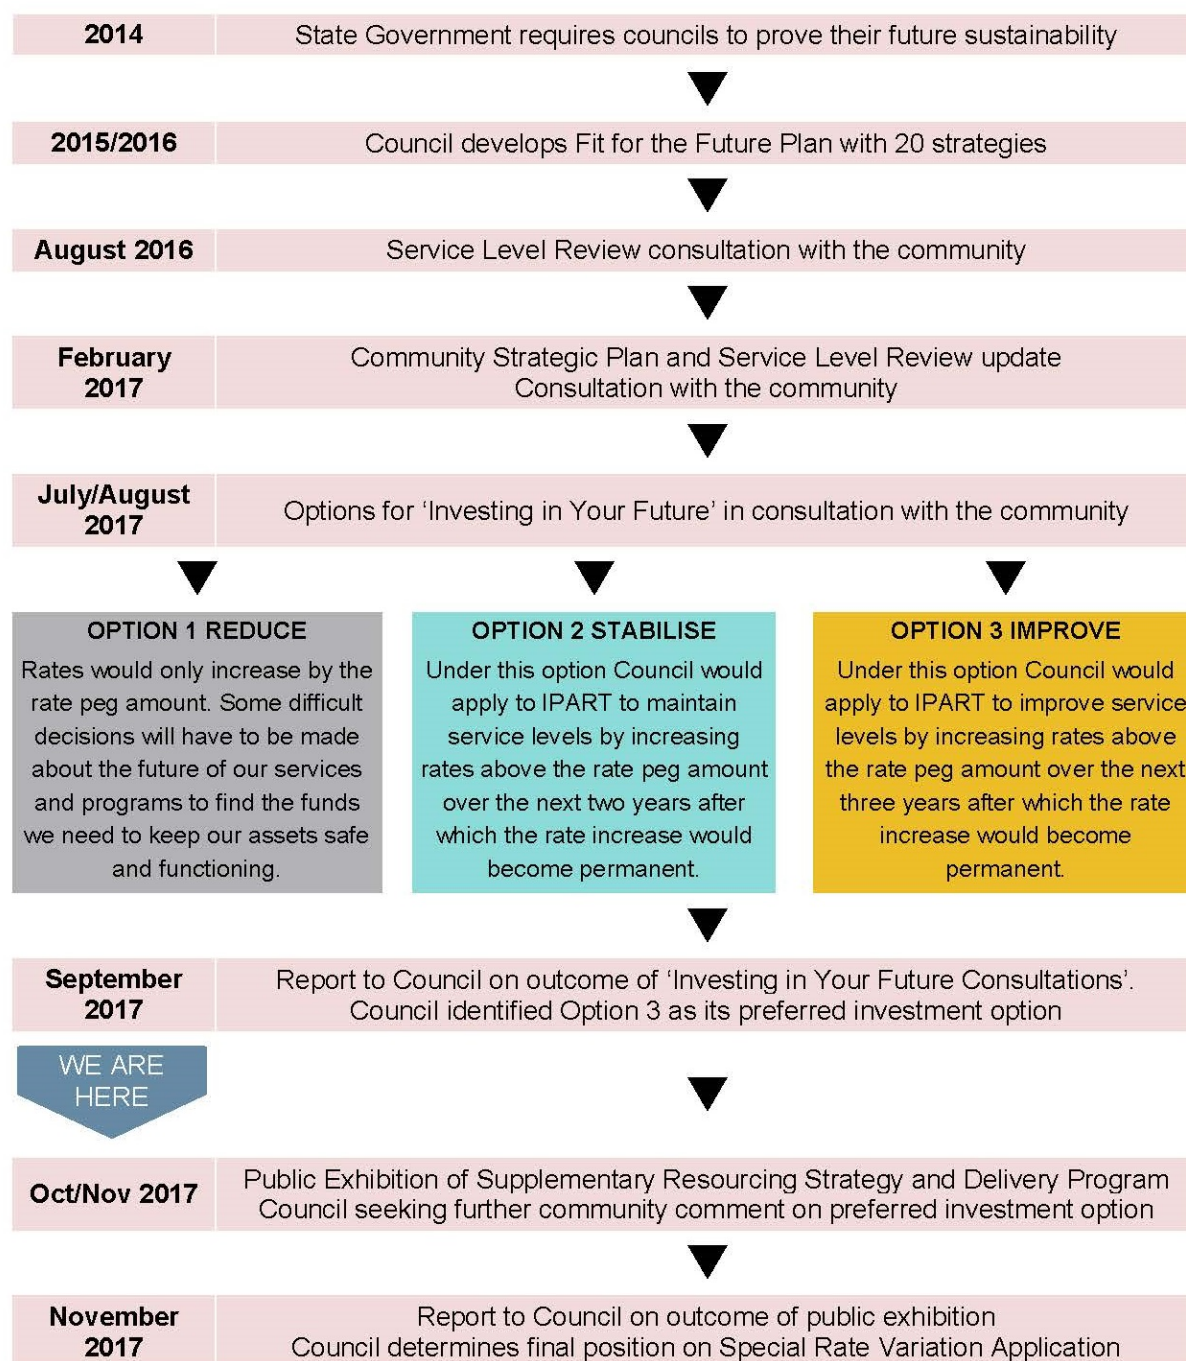 2014 State Government requires councils to prove their future sustainability
2015/2016 Council develops Fit for the Future Plan with 20 strategies
August 2016 Service Level Review consultation with the community
February
2017
Community Strategic Plan and Service Level Review update
Consultation with the community
July/August
2017
Options for ‘Investing in Your Future’ in consultation with the community
OPTION 1 REDUCE
Rates would only increase by the
rate peg amount. Some difficult
decisions will have to be made
about the future of our services
and programs to find the funds
we need to keep our assets safe
and functioning.
OPTION 2 STABILISE
Under this option Council would
apply to IPART to maintain
service levels by increasing
rates above the rate peg amount
over the next two years after
which the rate increase would
become permanent.
OPTION 3 IMPROVE
Under this option Council would
apply to IPART to improve service
levels by increasing rates above
the rate peg amount over the next
three years after which the rate
increase would become
permanent.
September
2017
Report to Council on outcome of ‘Investing in Your Future Consultations’.
Council identified Option 3 as its preferred investment option
WE ARE
HERE
Oct/Nov 2017
Public Exhibition of Supplementary Resourcing Strategy and Delivery Program
Council seeking further community comment on preferred investment option
November
2017
Report to Council on outcome of public exhibition
Council determines final position on Special Rate Variation Application